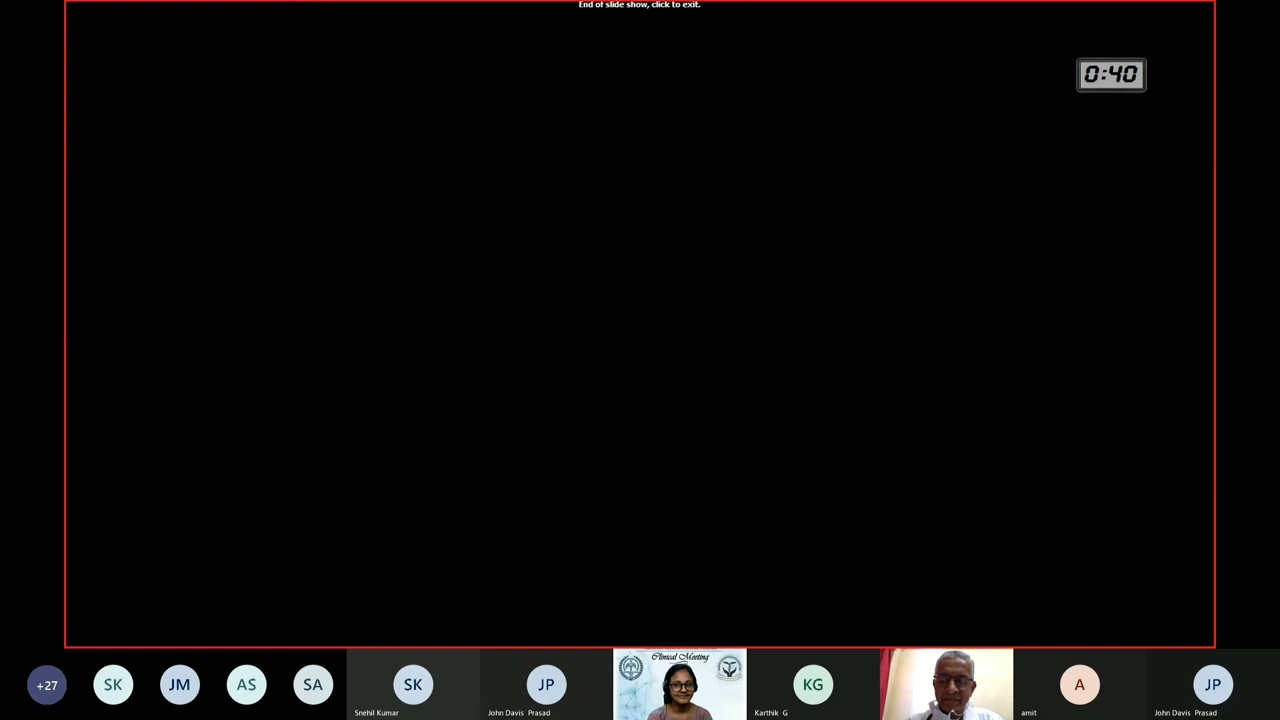 End of slide show, click to exit.
0:40
Clinical Meeting
+27
SK
JM
AS
SA
SK
Snehil Kumar
JP
John Davis Prasad
KG
Karthik G
A
amit
JP
John Davis Prasad